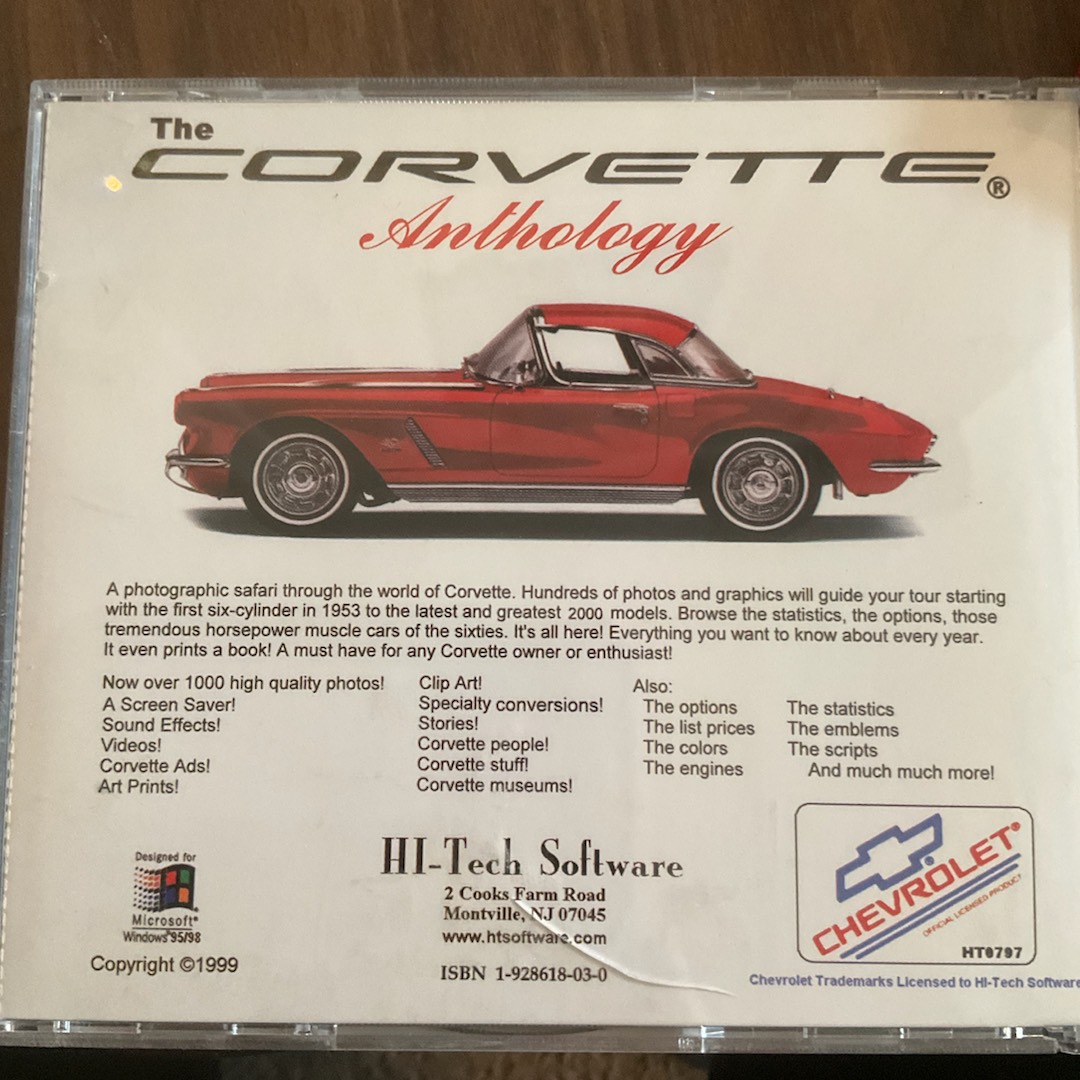 The
CORVETTE®
Anthology
A photographic safari through the world of Corvette. Hundreds of photos and graphics will guide your tour starting
with the first six-cylinder in 1953 to the latest and greatest 2000 models. Browse the statistics, the options, those
tremendous horsepower muscle cars of the sixties. It's all here! Everything you want to know about every year.
It even prints a book! A must have for any Corvette owner or enthusiast!
Now over 1000 high quality photos!
A Screen Saver!
Sound Effects!
Videos!
Corvette Ads!
Art Prints!
Clip Art!
Specialty conversions!
Stories!
Corvette people!
Corvette stuff!
Corvette museums!
Also:
The options
The list prices
The colors
The engines
The statistics
The emblems
The scripts
And much much more!
Designed for
Microsoft®
Windows®95/98
Copyright ©1999
HI-Tech Software
2 Cooks Farm Road
Montville, NJ 07045
www.htsoftware.com
ISBN 1-928618-03-0
CHEVROLET®
OFFICIAL LICENSED PRODUCT
HT0797
Chevrolet Trademarks Licensed to HI-Tech Software